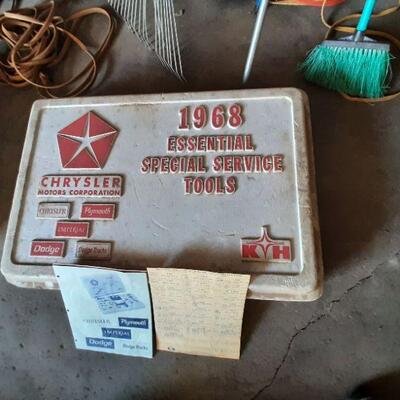 1968
ESSENTIAL
SPECIAL SERVICE
TOOLS
CHRYSLER
MOTORS CORPORATION
CHRYSLER
Plymouth
IMPERIAL
Dodge
Dodge Trucks
KVH
CHRYSLER
Plymouth
IMPERIAL
Dodge
Dodge Trucks